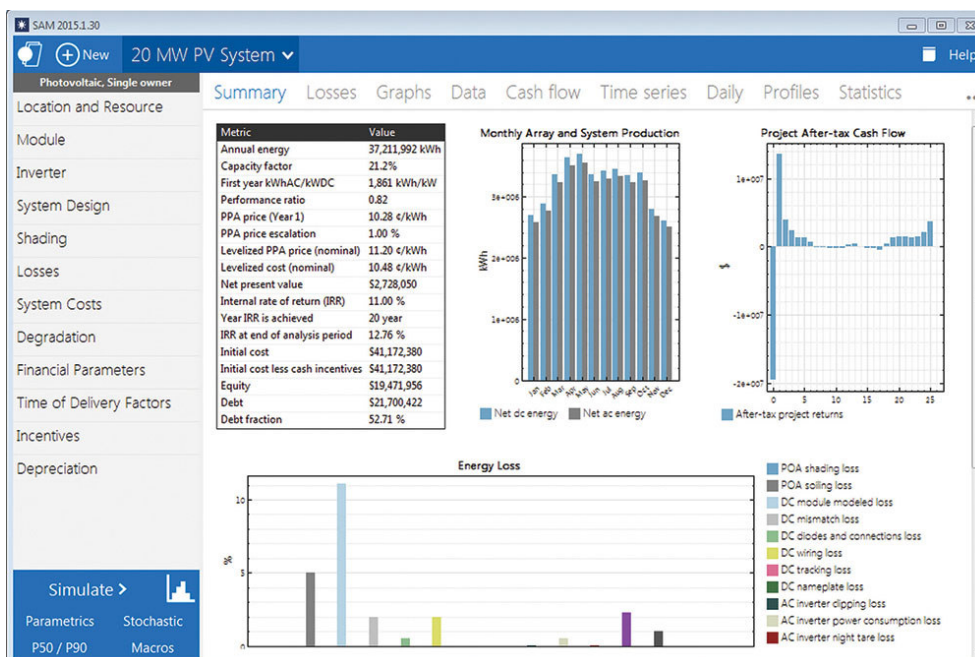 SAM 2015.1.30
New
20 MW PV System
Help
Photovoltaic, Single owner
Location and Resource
Module
Inverter
System Design
Shading
Losses
System Costs
Degradation
Financial Parameters
Time of Delivery Factors
Incentives
Depreciation
Simulate >
Parametrics Stochastic
P50 / P90 Macros
Summary Losses Graphs Data Cash flow Time series Daily Profiles Statistics
Metric Value
Annual energy 37,211,992 kWh
Capacity factor 21.2%
First year kWhAC/kWDC 1,861 kWh/kW
Performance ratio 0.82
PPA price (Year 1) 10.28 ¢/kWh
PPA price escalation 1.00 %
Levelized PPA price (nominal) 11.20 ¢/kWh
Levelized cost (nominal) 10.48 ¢/kWh
Net present value $2,728,050
Internal rate of return (IRR) 11.00 %
Year IRR is achieved 20 year
IRR at end of analysis period 12.76 %
Initial cost $41,172,380
Initial cost less cash incentives $41,172,380
Equity $19,471,956
Debt $21,700,422
Debt fraction 52.71 %
Monthly Array and System Production
3e+006
2e+006
1e+006
0
kWh
Jan Feb Mar Apr May Jun Jul Aug Sep Oct Nov Dec
Net dc energy Net ac energy
Project After-tax Cash Flow
1e+007
0
-1e+007
-2e+007
$
0 5 10 15 20 25
After-tax project returns
Energy Loss
10
5
0
%
POA shading loss
POA soiling loss
DC module modeled loss
DC mismatch loss
DC diodes and connections loss
DC wiring loss
DC tracking loss
DC nameplate loss
AC inverter clipping loss
AC inverter power consumption loss
AC inverter night tare loss